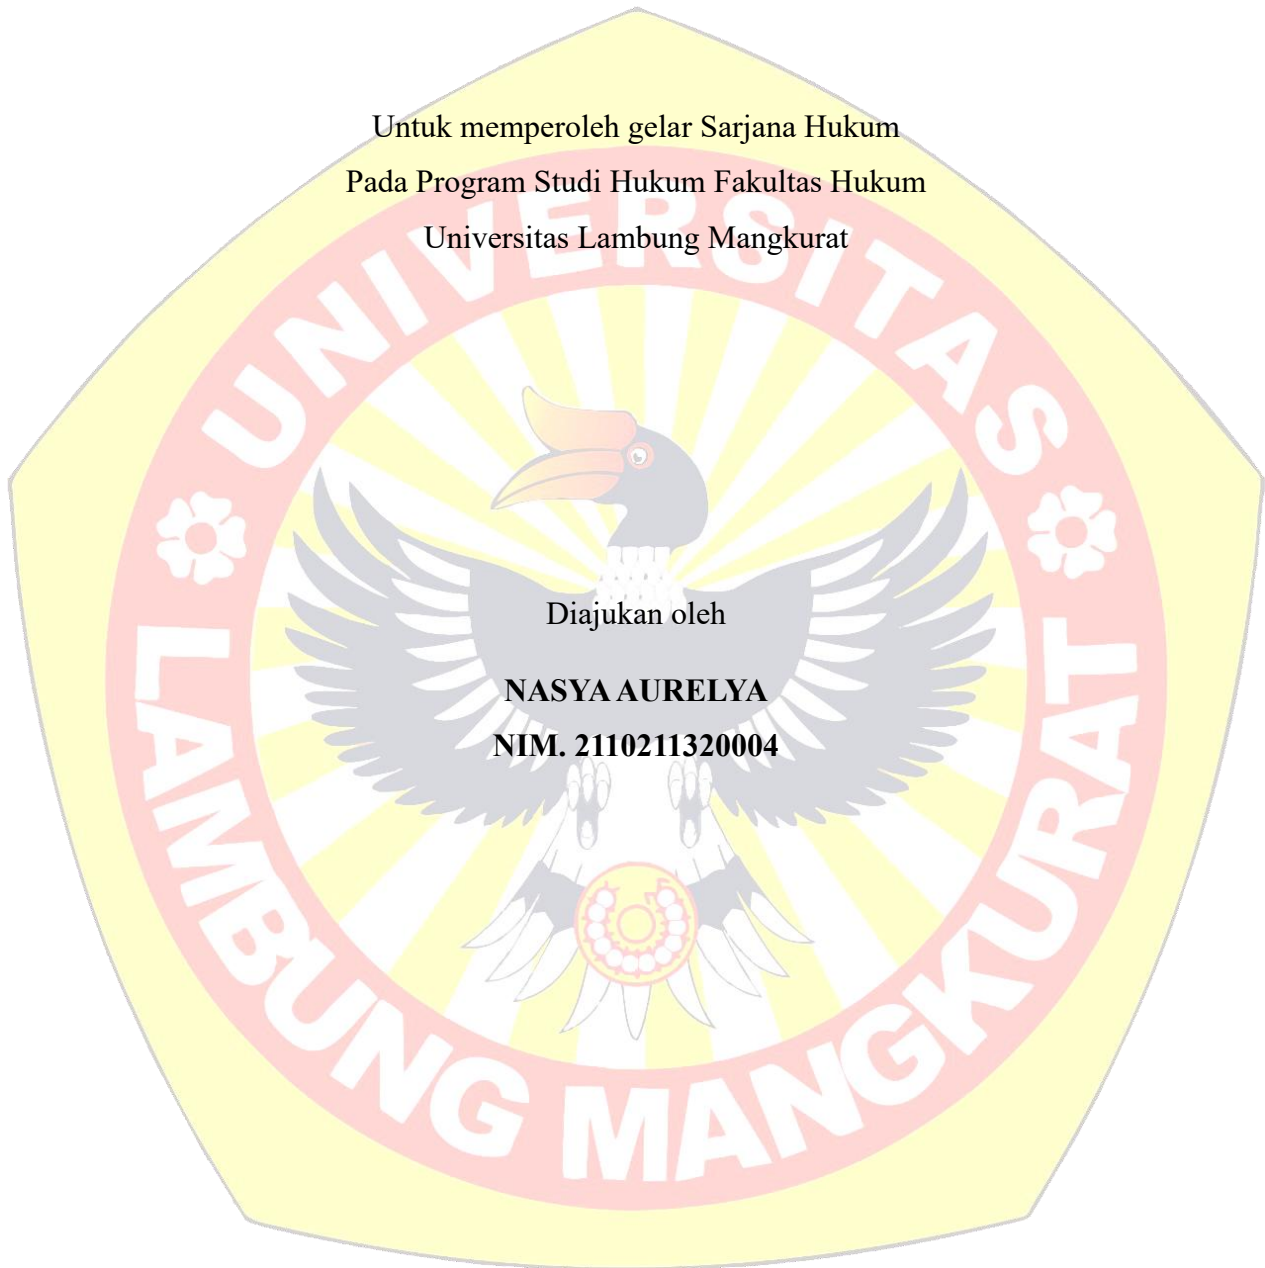 Untuk memperoleh gelar Sarjana Hukum
Pada Program Studi Hukum Fakultas Hukum
Universitas Lambung Mangkurat
UNIVERSITAS
LAMBUNG MANGKURAT
Diajukan oleh
NASYA AURELYA
NIM. 2110211320004